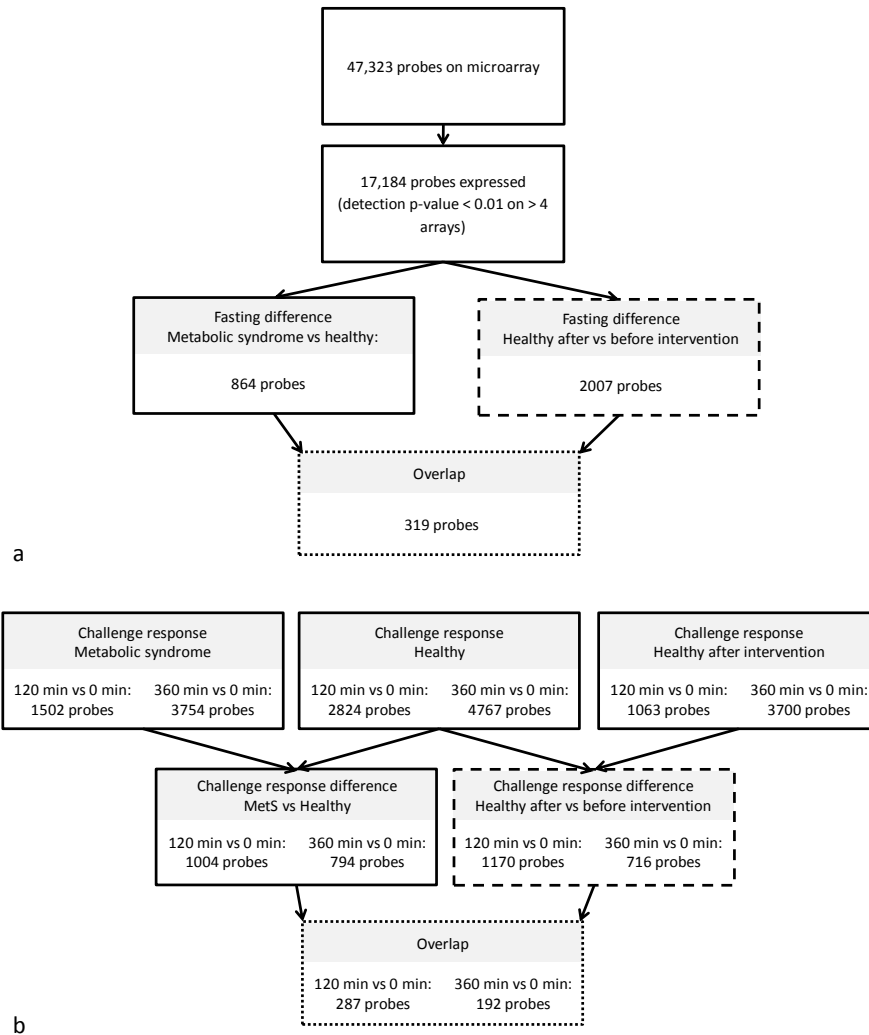 47,323 probes on microarray
17,184 probes expressed
(detection p-value < 0.01 on > 4
arrays)
Fasting difference
Metabolic syndrome vs healthy:
864 probes
Fasting difference
Healthy after vs before intervention
2007 probes
Overlap
319 probes
a
Challenge response
Metabolic syndrome
120 min vs 0 min: 360 min vs 0 min:
1502 probes 3754 probes
Challenge response
Healthy
120 min vs 0 min: 360 min vs 0 min:
2824 probes 4767 probes
Challenge response
Healthy after intervention
120 min vs 0 min: 360 min vs 0 min:
1063 probes 3700 probes
Challenge response difference
MetS vs Healthy
120 min vs 0 min: 360 min vs 0 min:
1004 probes 794 probes
Challenge response difference
Healthy after vs before intervention
120 min vs 0 min: 360 min vs 0 min:
1170 probes 716 probes
Overlap
120 min vs 0 min: 360 min vs 0 min:
287 probes 192 probes
b